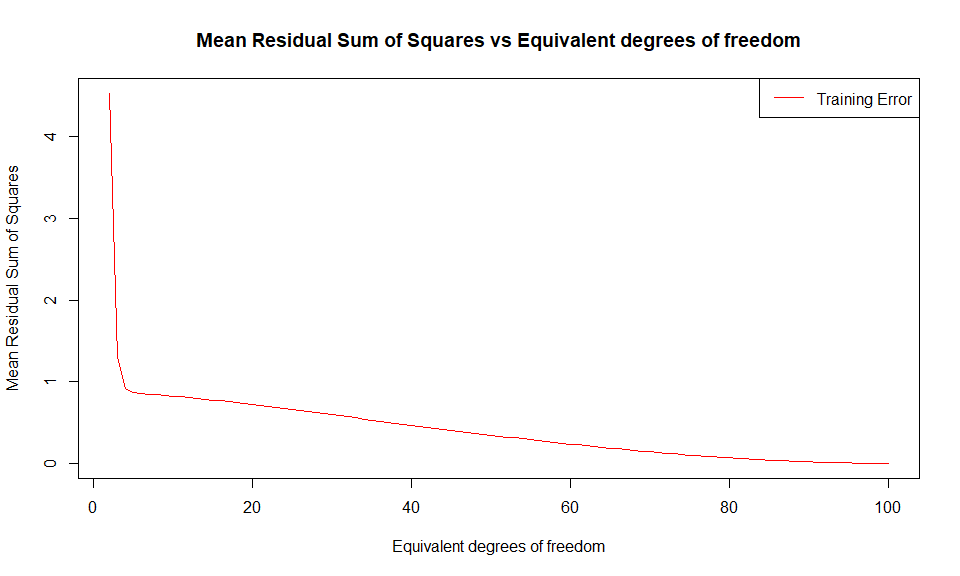 Mean Residual Sum of Squares vs Equivalent degrees of freedom
Training Error
Mean Residual Sum of Squares
4
3
2
1
0
0 20 40 60 80 100
Equivalent degrees of freedom